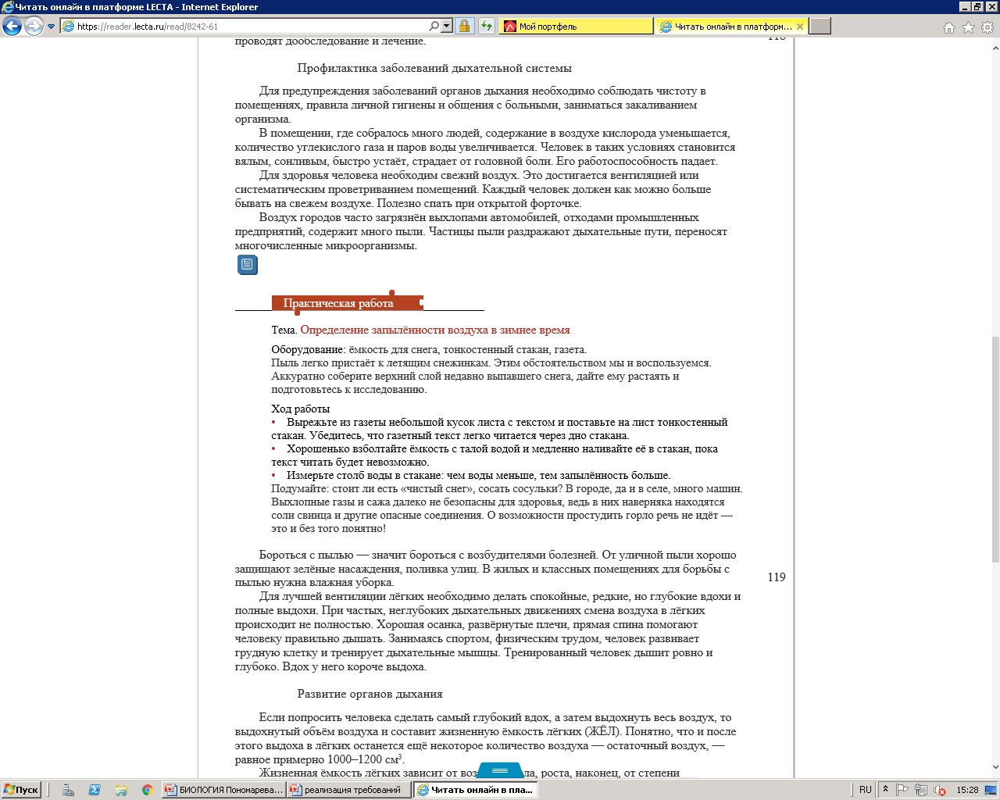 Читать онлайн в платформе LECTA - Internet Explorer
https://reader.lecta.ru/read/8242-61
Мой портфель
Читать онлайн в платформ...
проводят дообследование и лечение.
Профилактика заболеваний дыхательной системы
Для предупреждения заболеваний органов дыхания необходимо соблюдать чистоту в
помещениях, правила личной гигиены и общения с больными, заниматься закаливанием
организма.
В помещении, где собралось много людей, содержание в воздухе кислорода уменьшается,
количество углекислого газа и паров воды увеличивается. Человек в таких условиях становится
вялым, сонливым, быстро устаёт, страдает от головной боли. Его работоспособность падает.
Для здоровья человека необходим свежий воздух. Это достигается вентиляцией или
систематическим проветриванием помещений. Каждый человек должен как можно больше
бывать на свежем воздухе. Полезно спать при открытой форточке.
Воздух городов часто загрязнён выхлопами автомобилей, отходами промышленных
предприятий, содержит много пыли. Частицы пыли раздражают дыхательные пути, переносят
многочисленные микроорганизмы.
Практическая работа
Тема. Определение запылённости воздуха в зимнее время
Оборудование: ёмкость для снега, тонкостенный стакан, газета.
Пыль легко пристаёт к летящим снежинкам. Этим обстоятельством мы и воспользуемся.
Аккуратно соберите верхний слой недавно выпавшего снега, дайте ему растаять и
подготовьтесь к исследованию.
Ход работы
• Вырежьте из газеты небольшой кусок листа с текстом и поставьте на лист тонкостенный
стакан. Убедитесь, что газетный текст легко читается через дно стакана.
• Хорошенько взболтайте ёмкость с талой водой и медленно наливайте её в стакан, пока
текст читать будет невозможно.
• Измерьте столб воды в стакане: чем воды меньше, тем запылённость больше.
Подумайте: стоит ли есть «чистый снег», сосать сосульки? В городе, да и в селе, много машин.
Выхлопные газы и сажа далеко не безопасны для здоровья, ведь в них наверняка находятся
соли свинца и другие опасные соединения. О возможности простудить горло речь не идёт —
это и без того понятно!
Бороться с пылью — значит бороться с возбудителями болезней. От уличной пыли хорошо
защищают зелёные насаждения, поливка улиц. В жилых и классных помещениях для борьбы с
119
пылью нужна влажная уборка.
Для лучшей вентиляции лёгких необходимо делать спокойные, редкие, но глубокие вдохи и
полные выдохи. При частых, неглубоких дыхательных движениях смена воздуха в лёгких
происходит не полностью. Хорошая осанка, развёрнутые плечи, прямая спина помогают
человеку правильно дышать. Занимаясь спортом, физическим трудом, человек развивает
грудную клетку и тренирует дыхательные мышцы. Тренированный человек дышит ровно и
глубоко. Вдох у него короче выдоха.
Развитие органов дыхания
Если попросить человека сделать самый глубокий вдох, а затем выдохнуть весь воздух, то
выдохнутый объём воздуха и составит жизненную ёмкость лёгких (ЖЁЛ). Понятно, что и после
этого выдоха в лёгких останется ещё некоторое количество воздуха — остаточный воздух, —
равное примерно 1000–1200 см³.
Жизненная ёмкость лёгких зависит от воз ла, роста, наконец, от степени
Пуск
БИОЛОГИЯ Пономарева...
реализация требований
Читать онлайн в пла...
RU
15:28